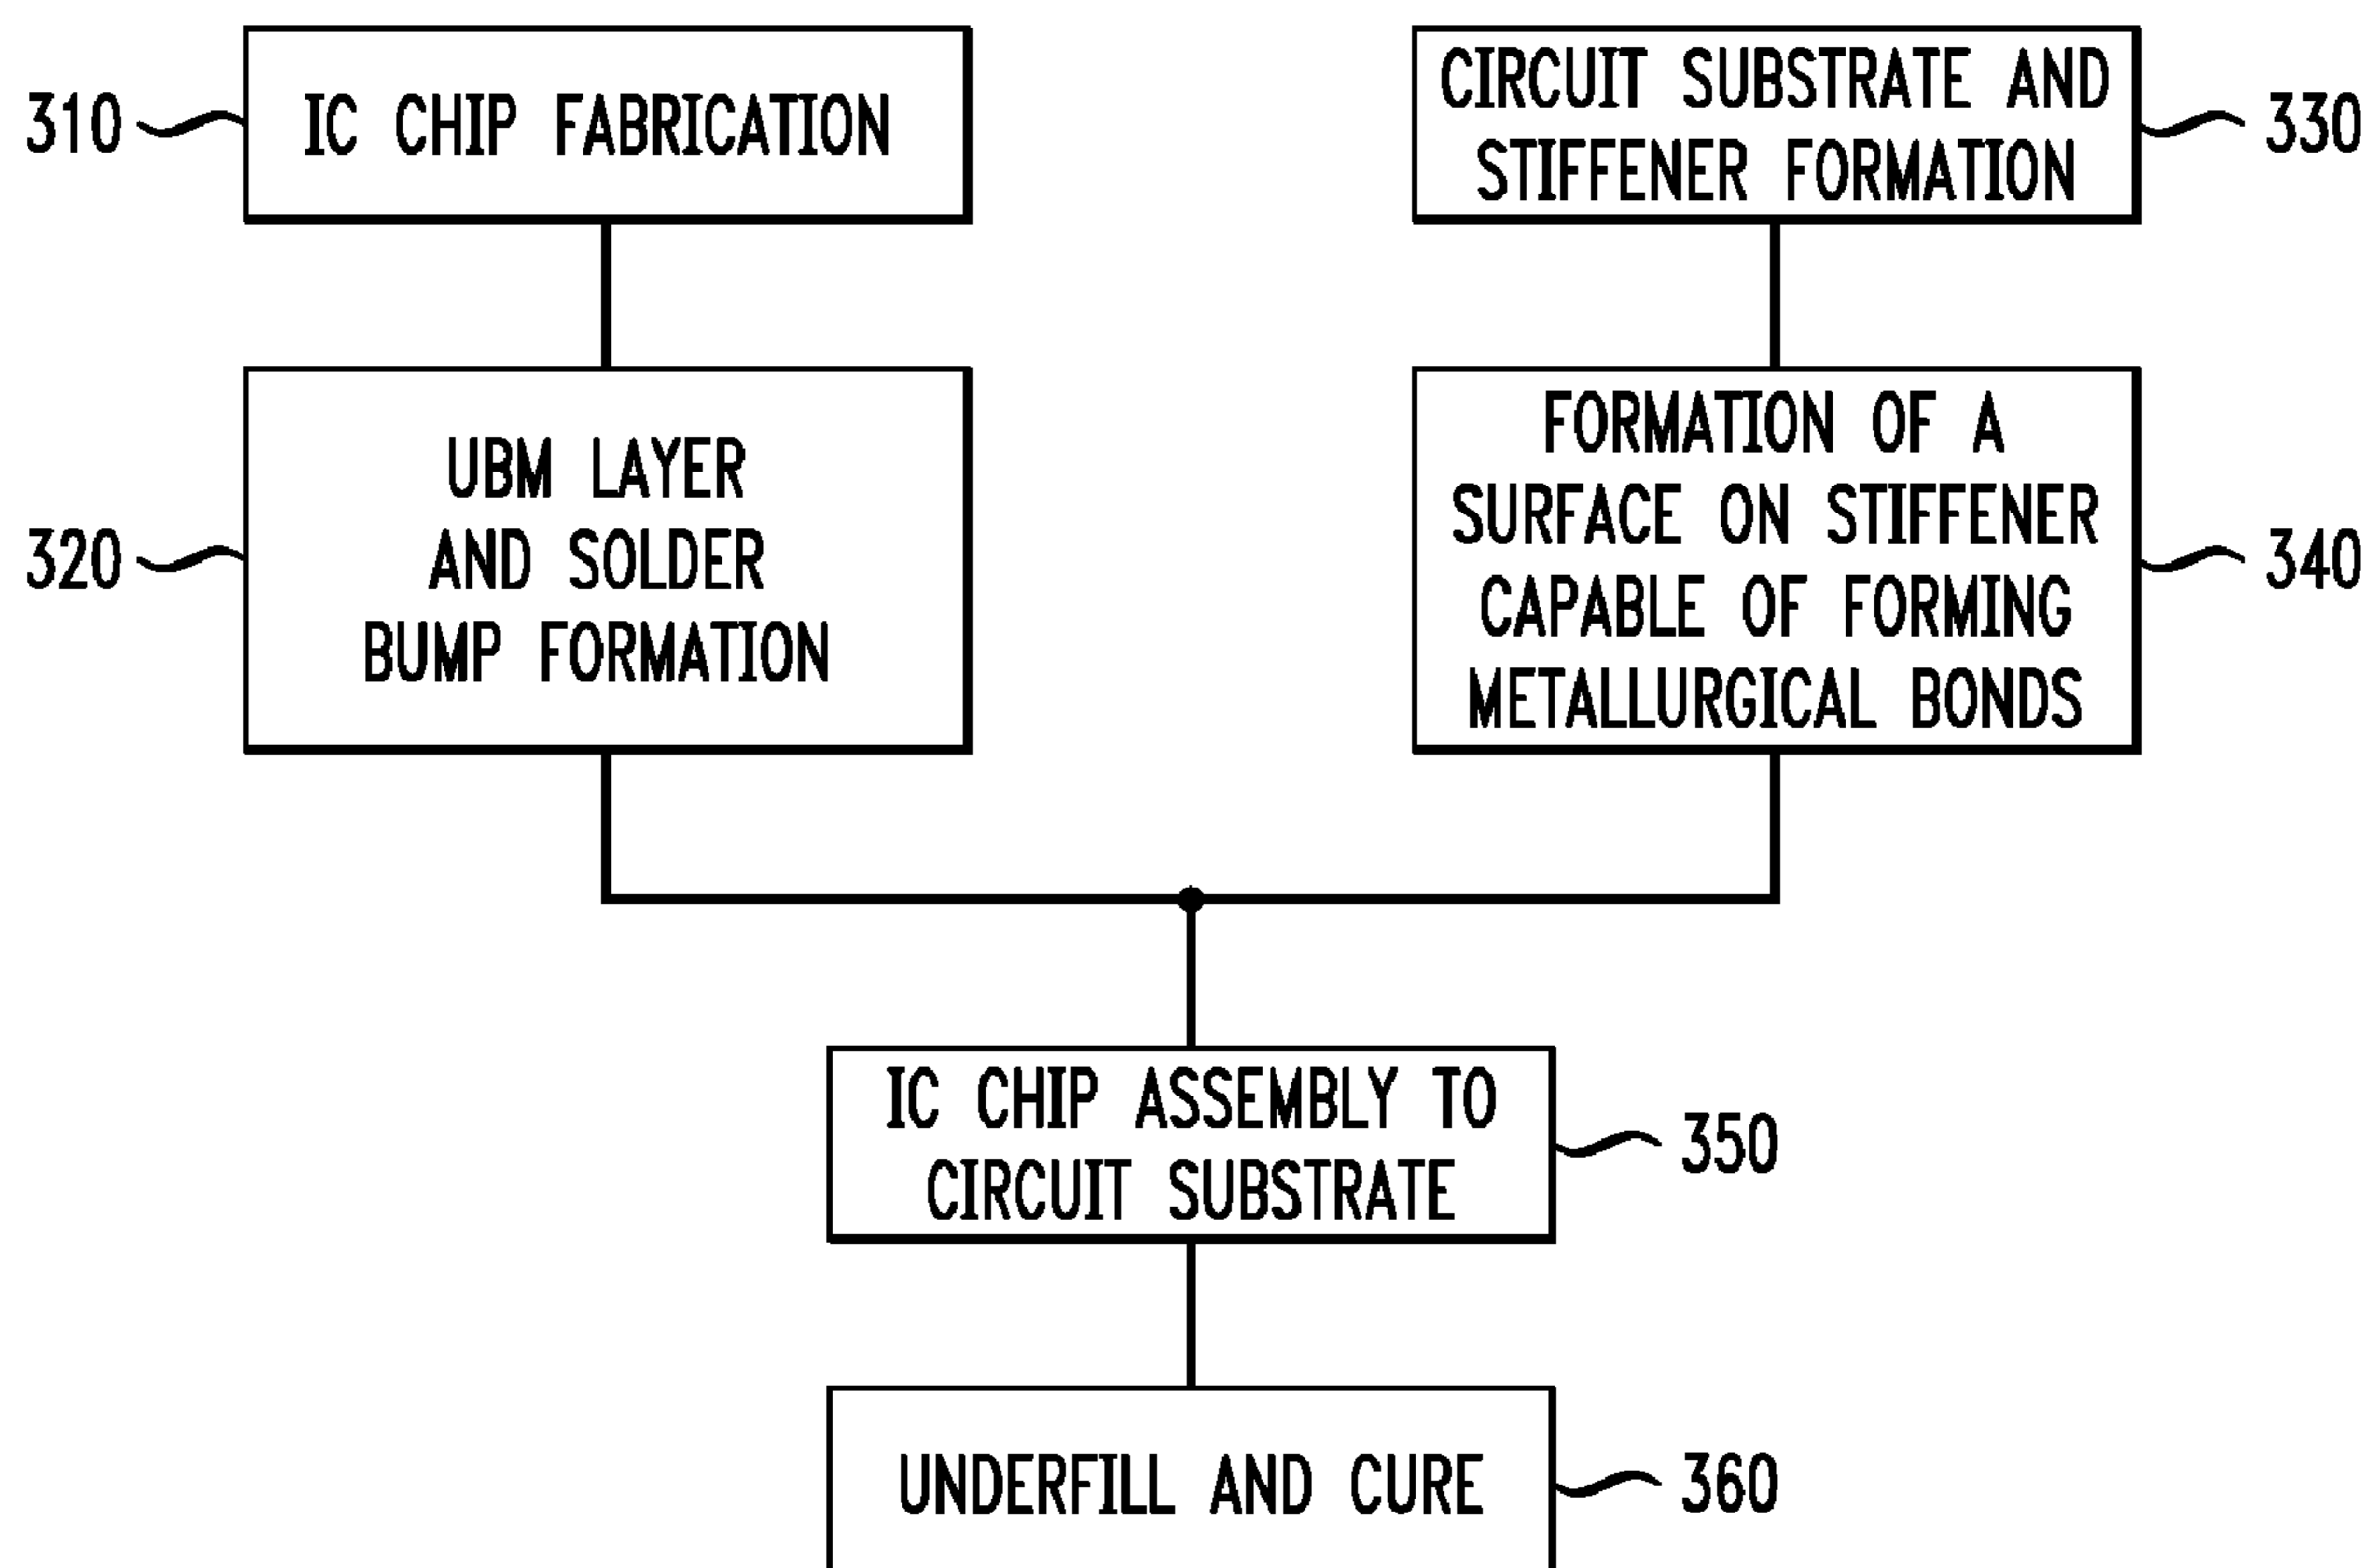 310
IC CHIP FABRICATION
CIRCUIT SUBSTRATE AND
STIFFENER FORMATION
330
320
UBM LAYER
AND SOLDER
BUMP FORMATION
FORMATION OF A
SURFACE ON STIFFENER
CAPABLE OF FORMING
METALLURGICAL BONDS
340
IC CHIP ASSEMBLY TO
CIRCUIT SUBSTRATE
350
UNDERFILL AND CURE
360